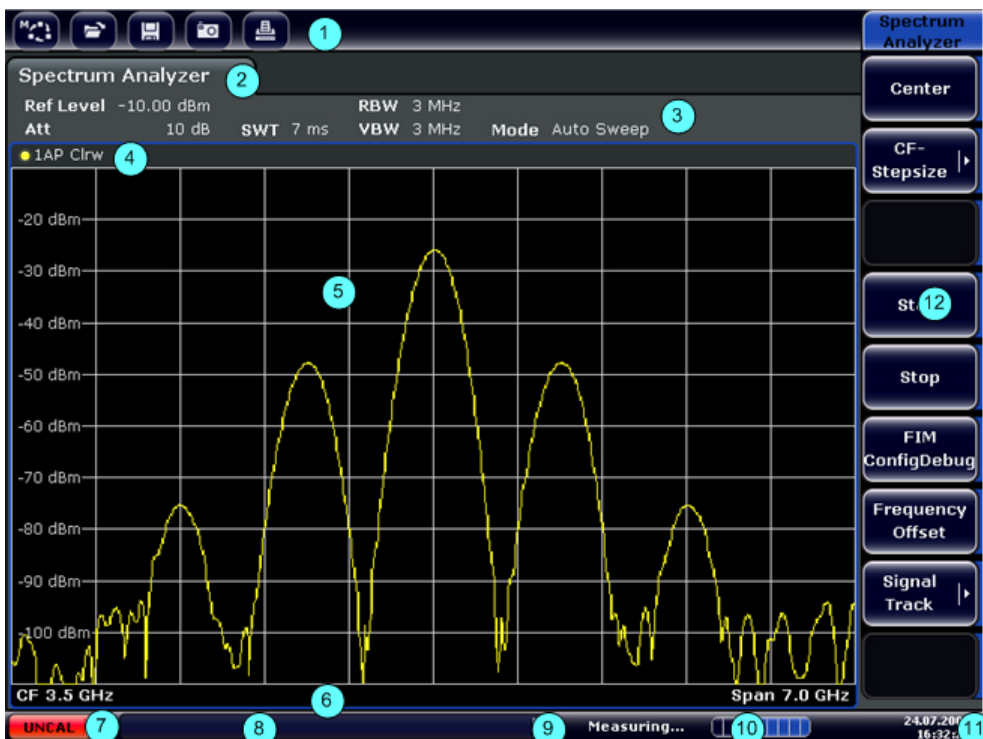 1
Spectrum Analyzer
Spectrum Analyzer 2
Ref Level -10.00 dBm RBW 3 MHz
Att 10 dB SWT 7 ms VBW 3 MHz Mode Auto Sweep 3
1AP Clrw 4
-20 dBm
-30 dBm
5
-40 dBm
-50 dBm
-60 dBm
-70 dBm
-80 dBm
-90 dBm
-100 dBm
CF 3.5 GHz 6 Span 7.0 GHz
UNCAL 7 8 9 Measuring... 10 11
Center
CF-
Stepsize
12
Stop
FIM
ConfigDebug
Frequency
Offset
Signal
Track